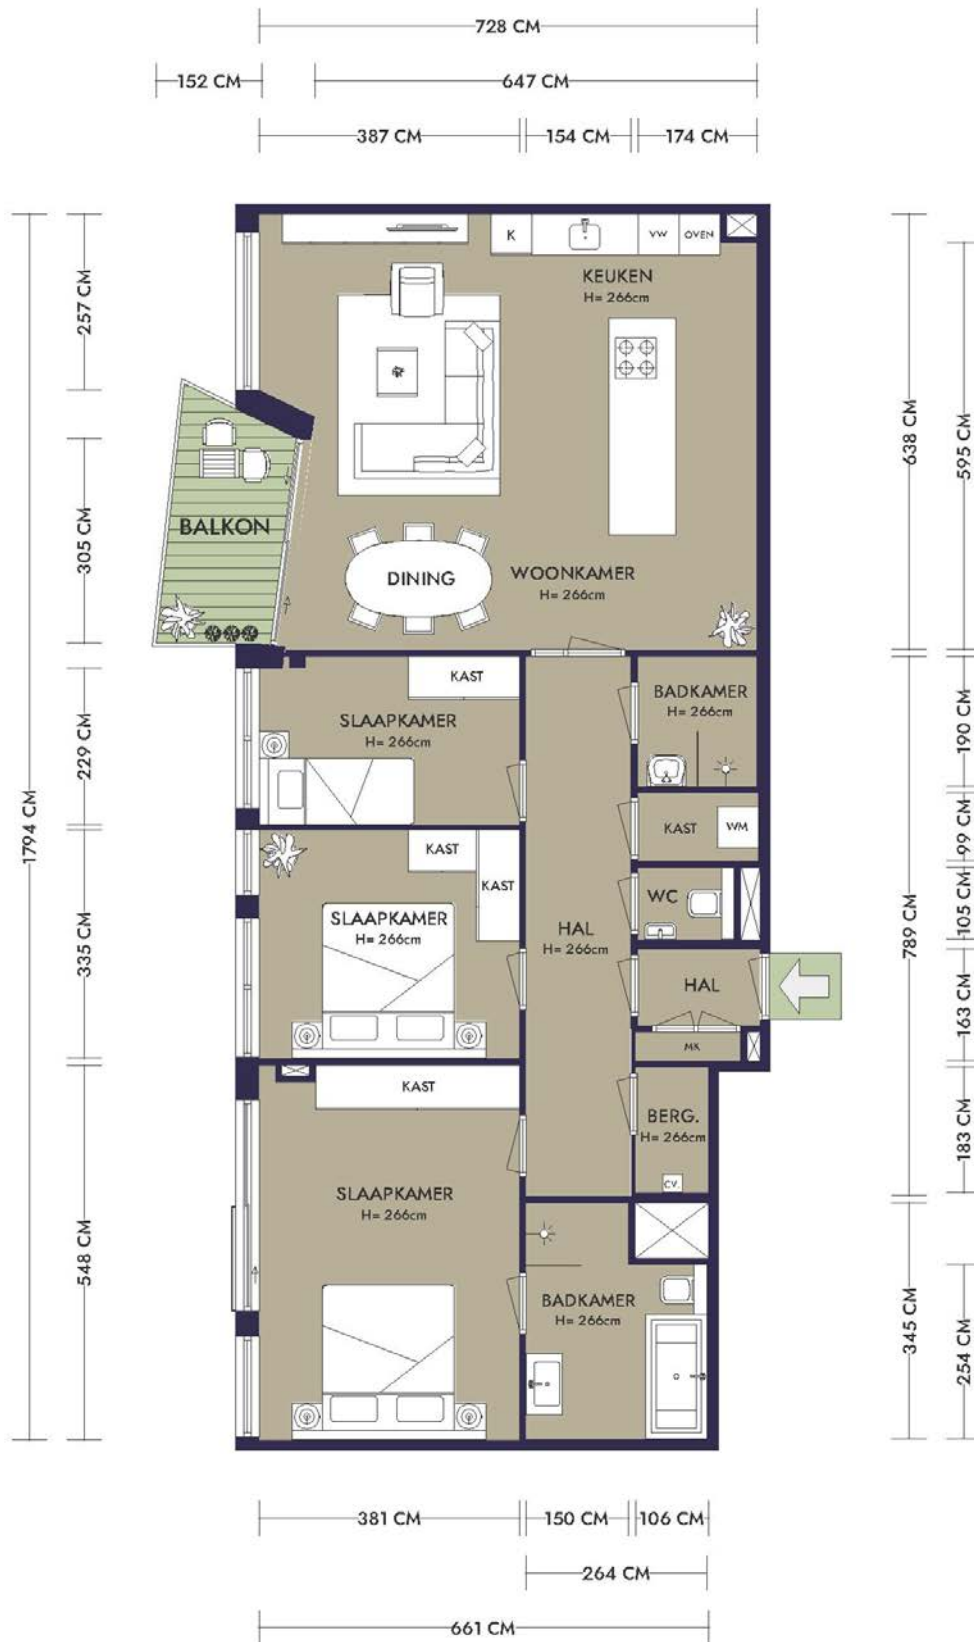 728 CM
152 CM
647 CM
387 CM
154 CM
174 CM
1794 CM
257 CM
305 CM
229 CM
335 CM
548 CM
K
VW
OVEN
KEUKEN
H= 266cm
BALKON
DINING
WOONKAMER
H= 266cm
KAST
SLAAPKAMER
H= 266cm
BADKAMER
H= 266cm
KAST
WM
KAST
KAST
SLAAPKAMER
H= 266cm
HAL
H= 266cm
WC
HAL
MK
KAST
SLAAPKAMER
H= 266cm
BERG.
H= 266cm
CV.
BADKAMER
H= 266cm
638 CM
595 CM
789 CM
190 CM
99 CM
105 CM
163 CM
183 CM
345 CM
254 CM
381 CM
150 CM
106 CM
264 CM
661 CM